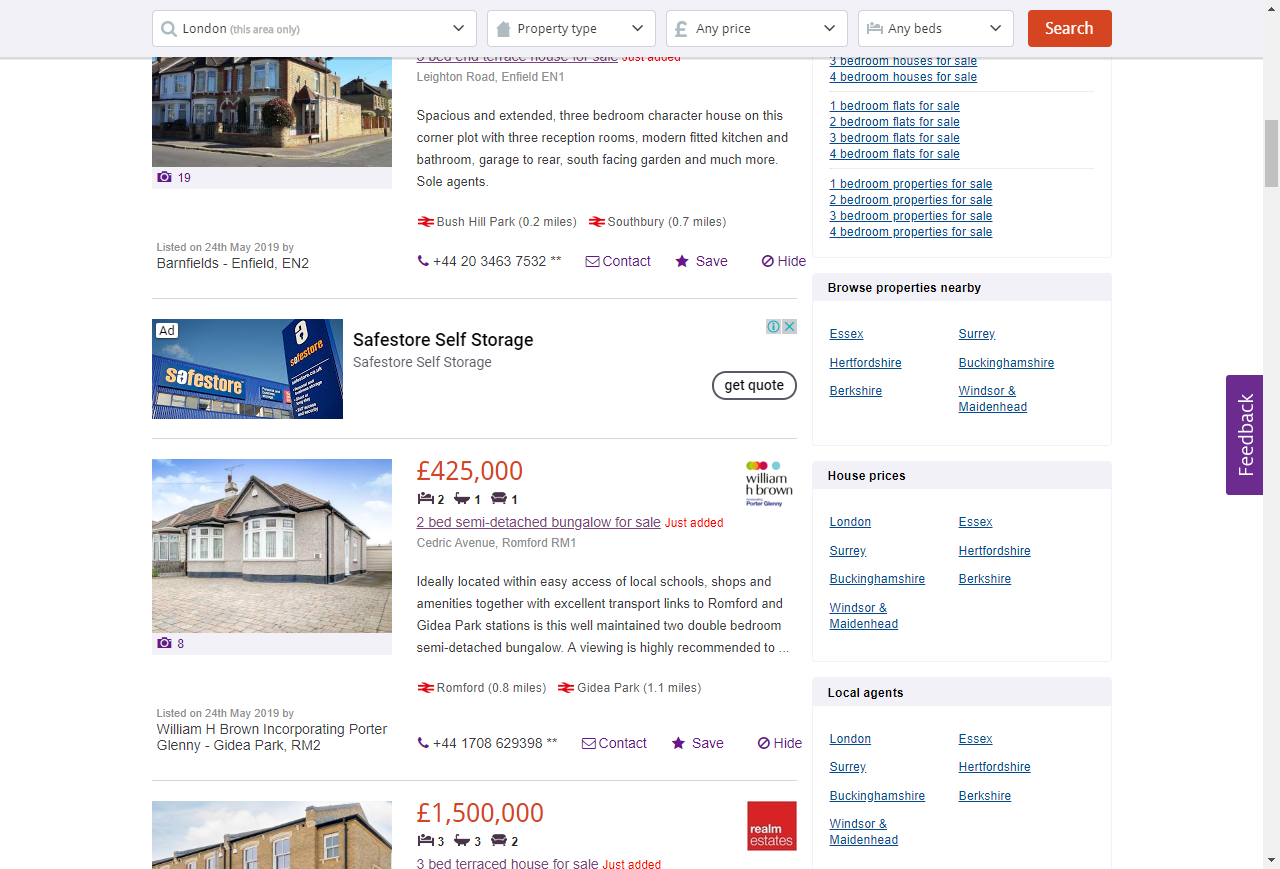 London (this area only)
Property type
Any price
Any beds
Search
3 bed end terrace house for sale Just added
Leighton Road, Enfield EN1
Spacious and extended, three bedroom character house on this
corner plot with three reception rooms, modern fitted kitchen and
bathroom, garage to rear, south facing garden and much more.
Sole agents.
19
Bush Hill Park (0.2 miles) Southbury (0.7 miles)
Listed on 24th May 2019 by
Barnfields - Enfield, EN2
+44 20 3463 7532 ** Contact Save Hide
Ad
safestore
safestore
safestore.co.uk
Safestore Self Storage
Safestore Self Storage
get quote
£425,000
2 1 1
william
h brown
Incorporating
Porter Glenny
2 bed semi-detached bungalow for sale Just added
Cedric Avenue, Romford RM1
Ideally located within easy access of local schools, shops and
amenities together with excellent transport links to Romford and
Gidea Park stations is this well maintained two double bedroom
semi-detached bungalow. A viewing is highly recommended to ...
8
Romford (0.8 miles) Gidea Park (1.1 miles)
Listed on 24th May 2019 by
William H Brown Incorporating Porter
Glenny - Gidea Park, RM2
+44 1708 629398 ** Contact Save Hide
£1,500,000
3 3 2
realm
estates
3 bed terraced house for sale Just added
3 bedroom houses for sale
4 bedroom houses for sale
1 bedroom flats for sale
2 bedroom flats for sale
3 bedroom flats for sale
4 bedroom flats for sale
1 bedroom properties for sale
2 bedroom properties for sale
3 bedroom properties for sale
4 bedroom properties for sale
Browse properties nearby
Essex Surrey
Hertfordshire Buckinghamshire
Berkshire Windsor &
Maidenhead
House prices
London Essex
Surrey Hertfordshire
Buckinghamshire Berkshire
Windsor &
Maidenhead
Local agents
London Essex
Surrey Hertfordshire
Buckinghamshire Berkshire
Windsor &
Maidenhead
Feedback